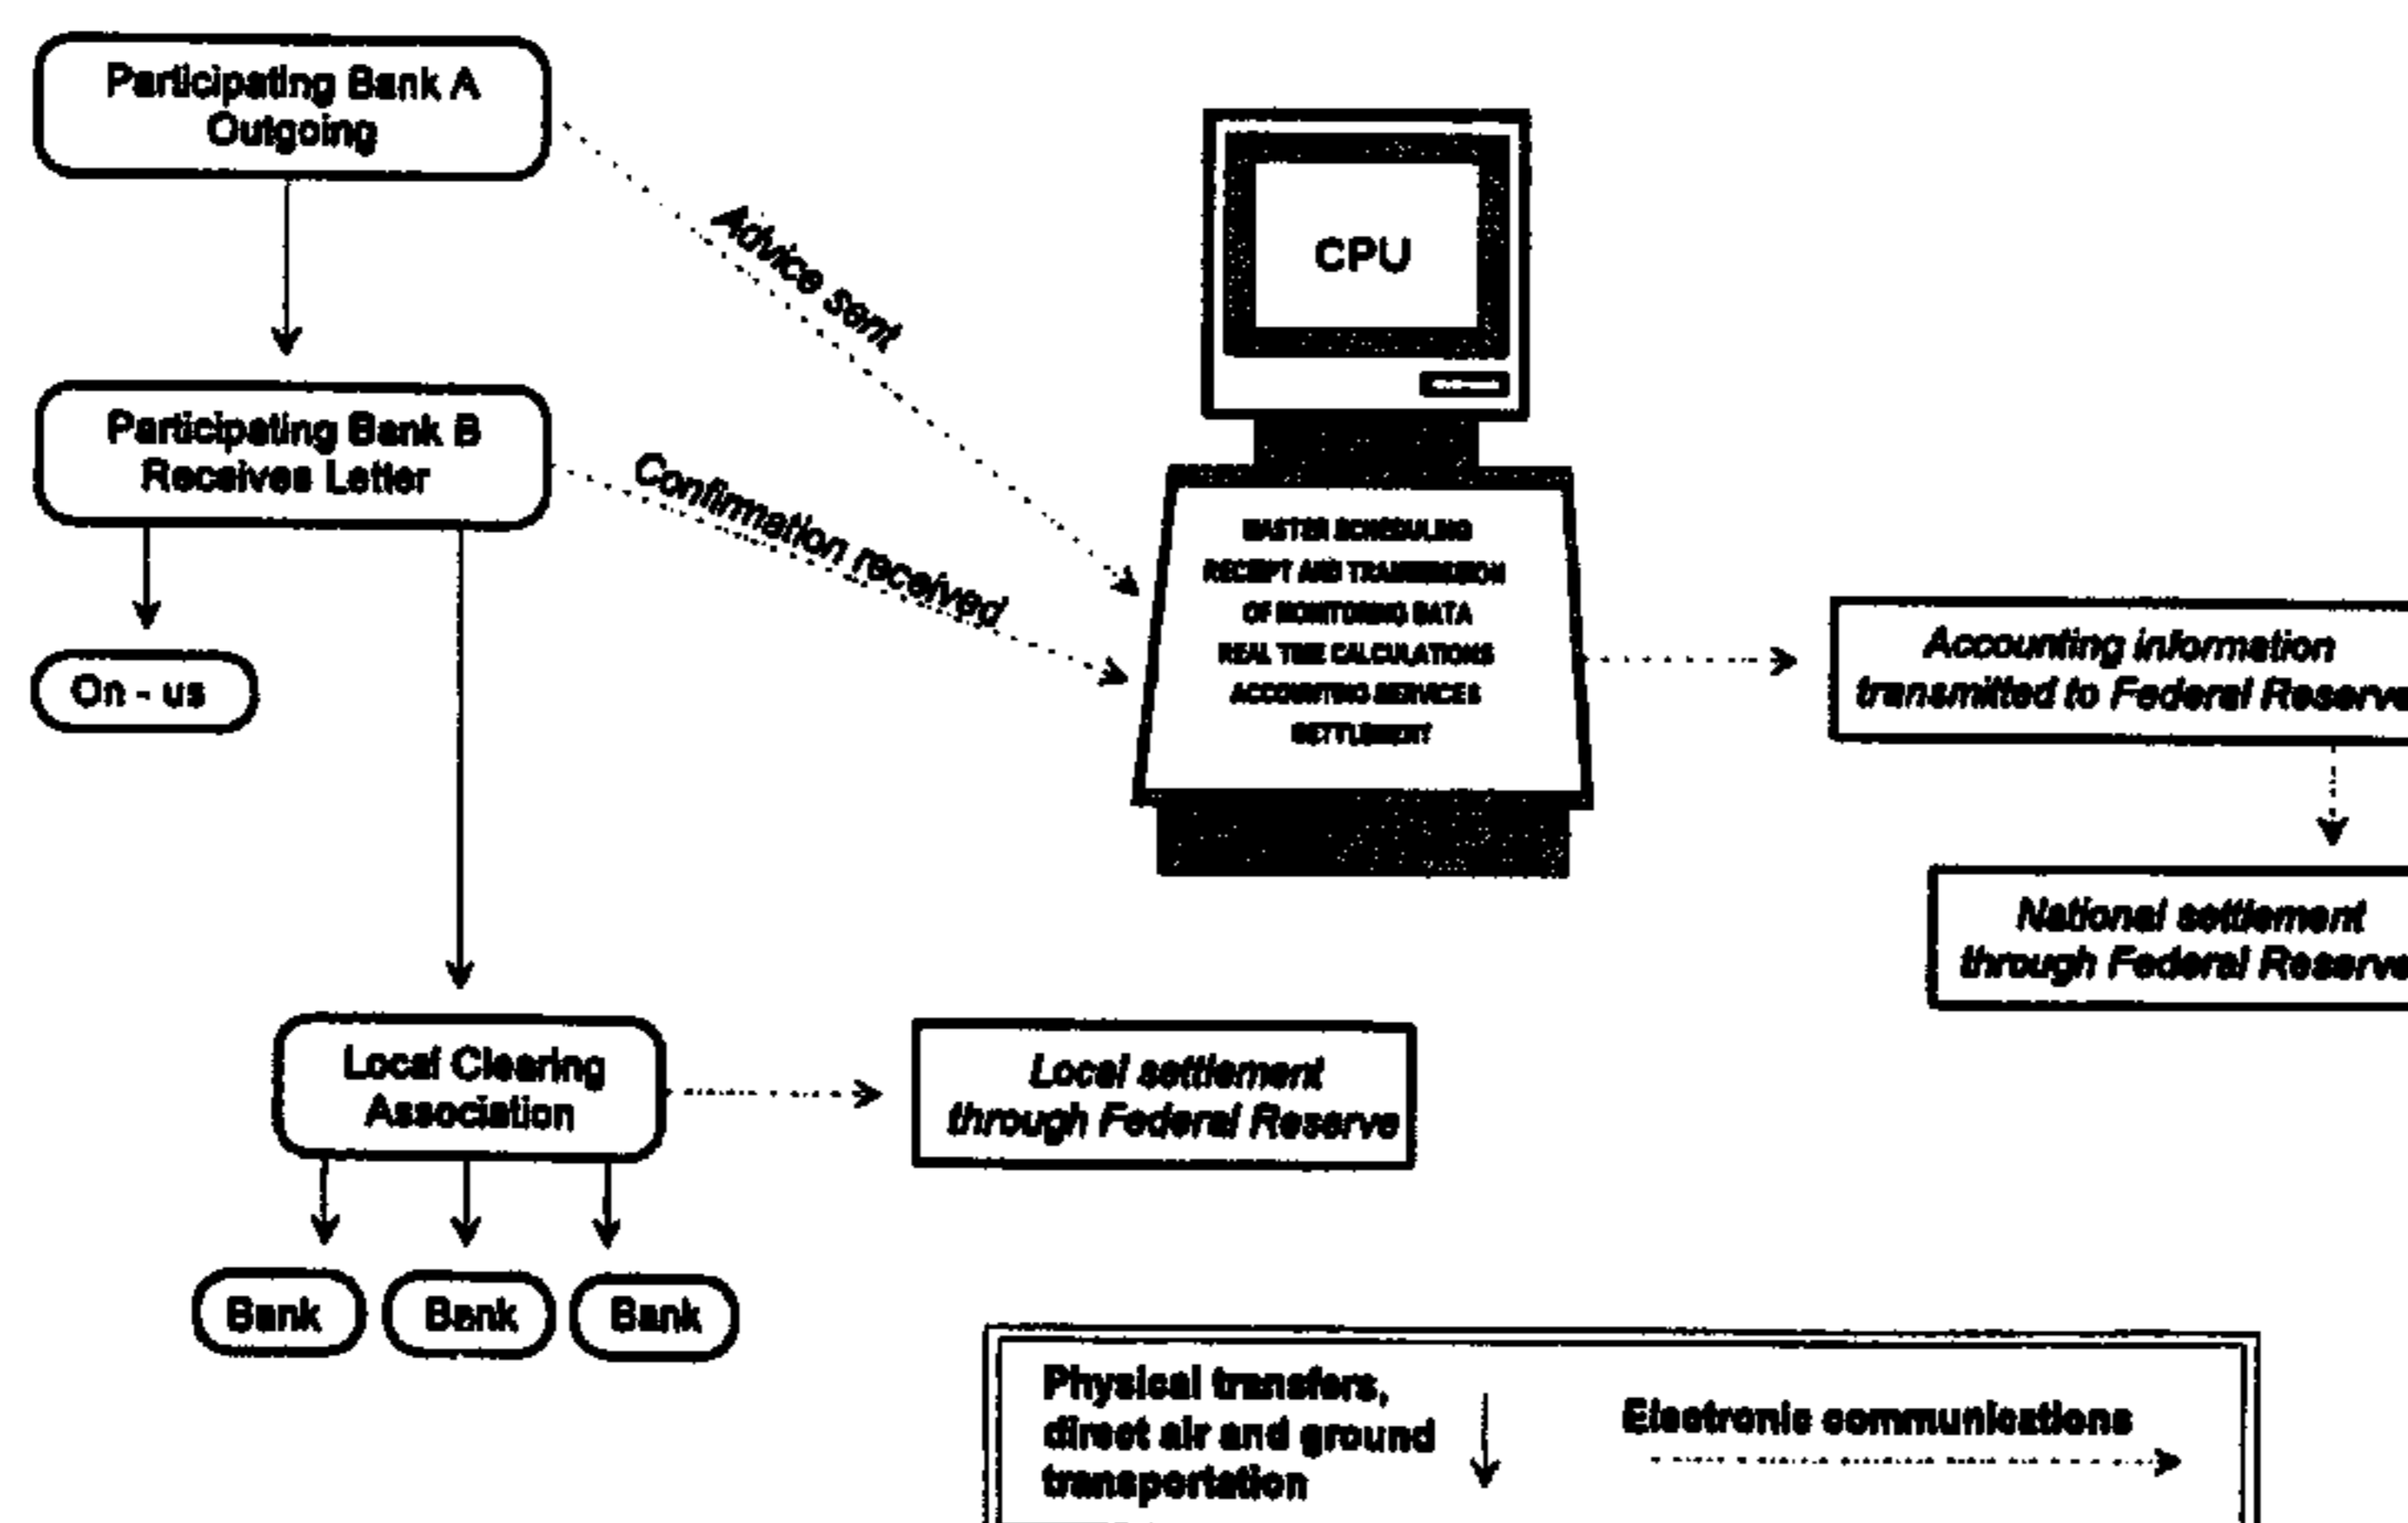 Participating Bank A
Outgoing
Advice sent
CPU
Participating Bank B
Receives Letter
Confirmation received
MASTER SCHEDULING
RECEIPT AND TRANSMISSION
OF MONITORING DATA
REAL TIME CALCULATIONS
ACCOUNTING SERVICES
SETTLEMENT
On - us
Accounting information
transmitted to Federal Reserve
National settlement
through Federal Reserve
Local Clearing
Association
Local settlement
through Federal Reserve
Bank
Bank
Bank
Physical transfers,
direct air and ground
transportation
Electronic communications